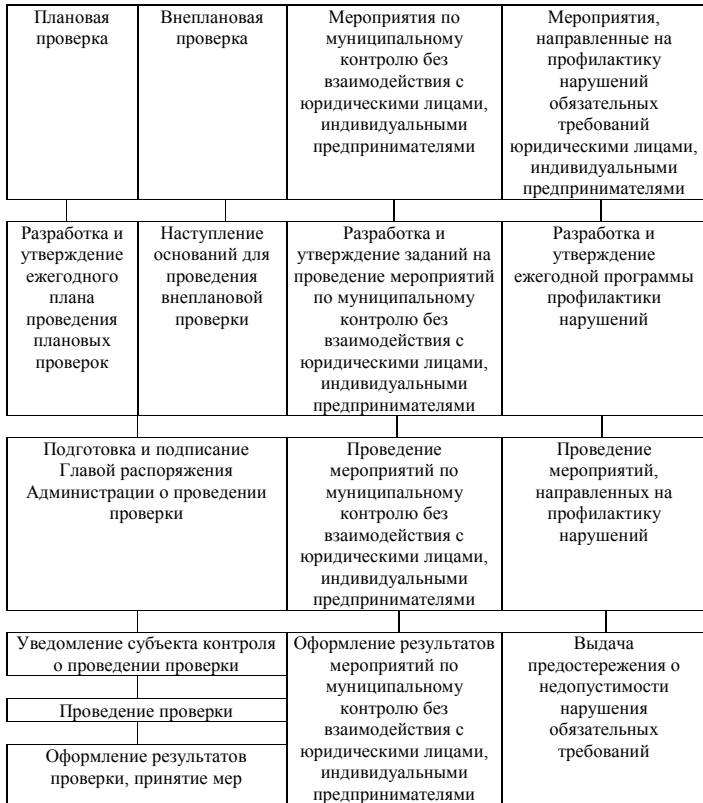 Плановая
проверка
Внеплановая
проверка
Мероприятия по
муниципальному
контролю без
взаимодействия с
юридическими лицами,
индивидуальными
предпринимателями
Мероприятия,
направленные на
профилактику
нарушений
обязательных
требований
юридическими лицами,
индивидуальными
предпринимателями
Разработка и
утверждение
ежегодного
плана
проведения
плановых
проверок
Наступление
оснований для
проведения
внеплановой
проверки
Разработка и
утверждение заданий на
проведение мероприятий
по муниципальному
контролю без
взаимодействия с
юридическими лицами,
индивидуальными
предпринимателями
Разработка и
утверждение
ежегодной программы
профилактики
нарушений
Подготовка и подписание
Главой распоряжения
Администрации о проведении
проверки
Проведение
мероприятий по
муниципальному
контролю без
взаимодействия с
юридическими лицами,
индивидуальными
предпринимателями
Проведение
мероприятий,
направленных на
профилактику
нарушений
Уведомление субъекта контроля
о проведении проверки
Проведение проверки
Оформление результатов
проверки, принятие мер
Оформление результатов
мероприятий по
муниципальному
контролю без
взаимодействия с
юридическими лицами,
индивидуальными
предпринимателями
Выдача
предостережения о
недопустимости
нарушения
обязательных
требований